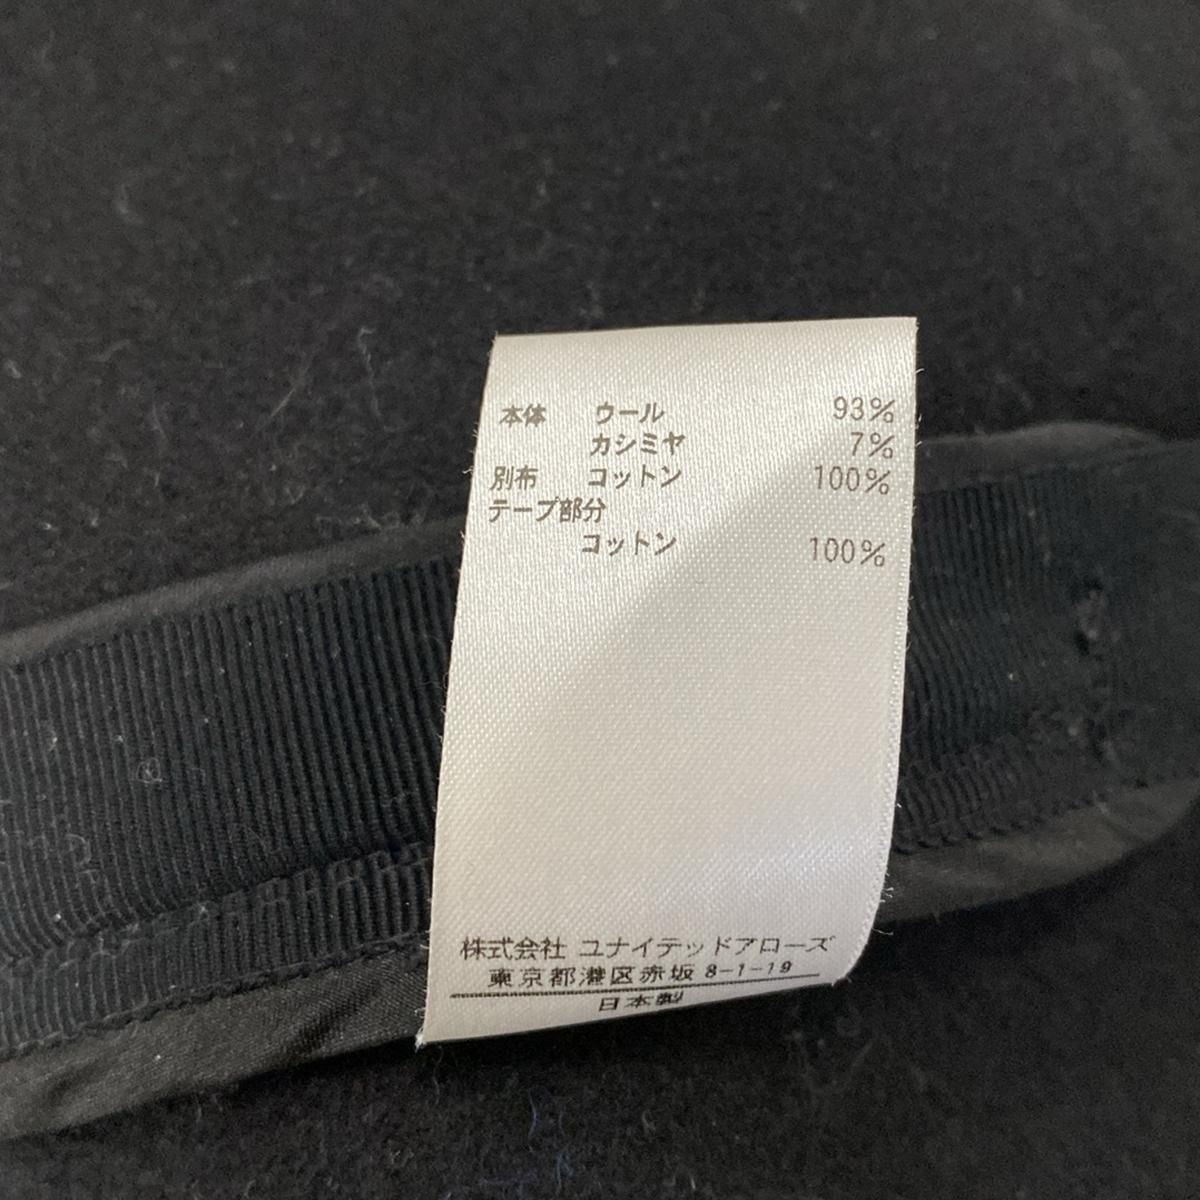 本体 ウール 93%
カシミヤ 7%
別布 コットン 100%
テープ部分
コットン 100%
株式会社 ユナイテッドアローズ
東京都港区赤坂 8-1-19
日本製